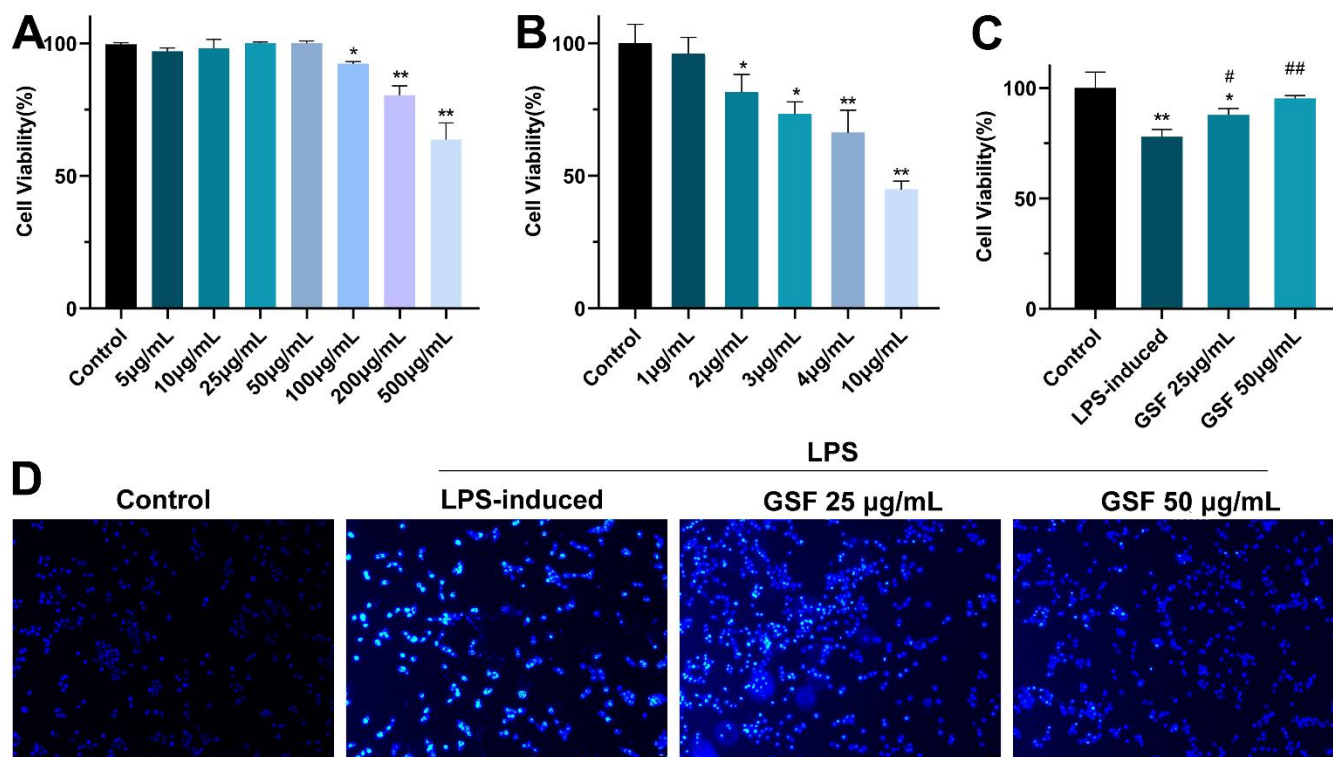 A
Cell Viability(%)
100
50
0
*
**
**
Control
5μg/mL
10μg/mL
25μg/mL
50μg/mL
100μg/mL
200μg/mL
500μg/mL
B
Cell Viability(%)
100
50
0
*
*
**
**
Control
1μg/mL
2μg/mL
3μg/mL
4μg/mL
10μg/mL
C
Cell Viability(%)
100
50
0
**
#
*
##
Control
LPS-induced
GSF 25μg/mL
GSF 50μg/mL
D
LPS
Control
LPS-induced
GSF 25 μg/mL
GSF 50 μg/mL